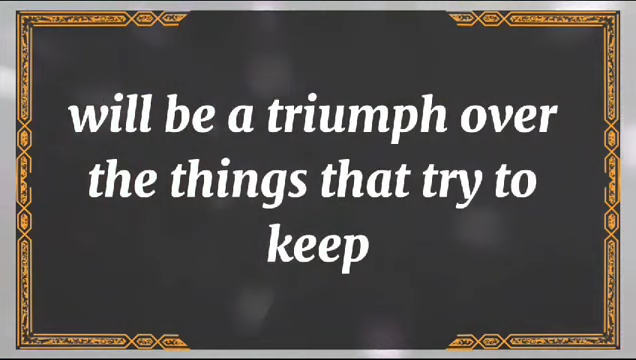 will be a triumph over
the things that try to
keep